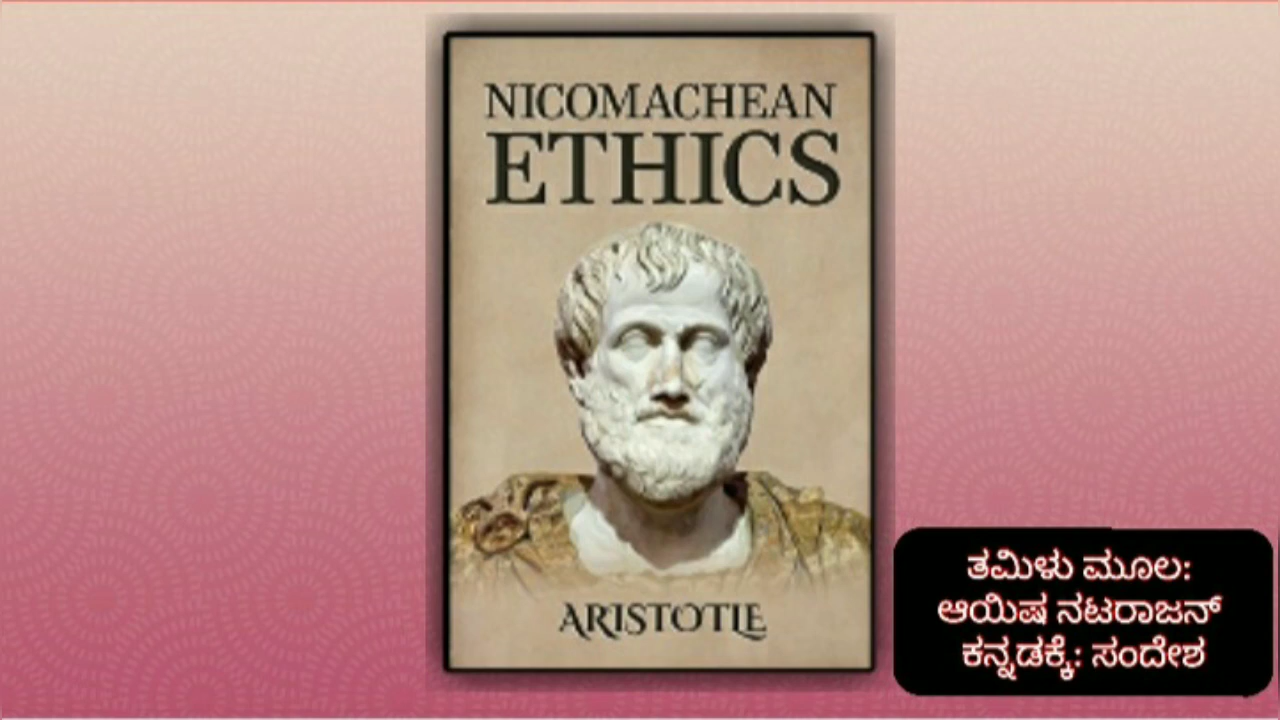 NICOMACHEAN
ETHICS
ARISTOTLE
ತಮಿಳು ಮೂಲ:
ಆಯಿಷ ನಟರಾಜನ್
ಕನ್ನಡಕ್ಕೆ: ಸಂದೇಶ